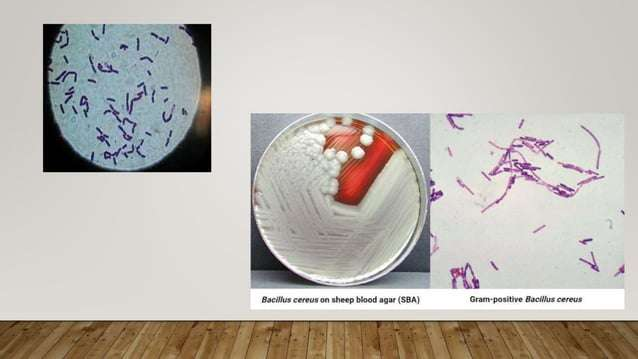 Bacillus cereus on sheep blood agar (SBA)
Gram-positive Bacillus cereus